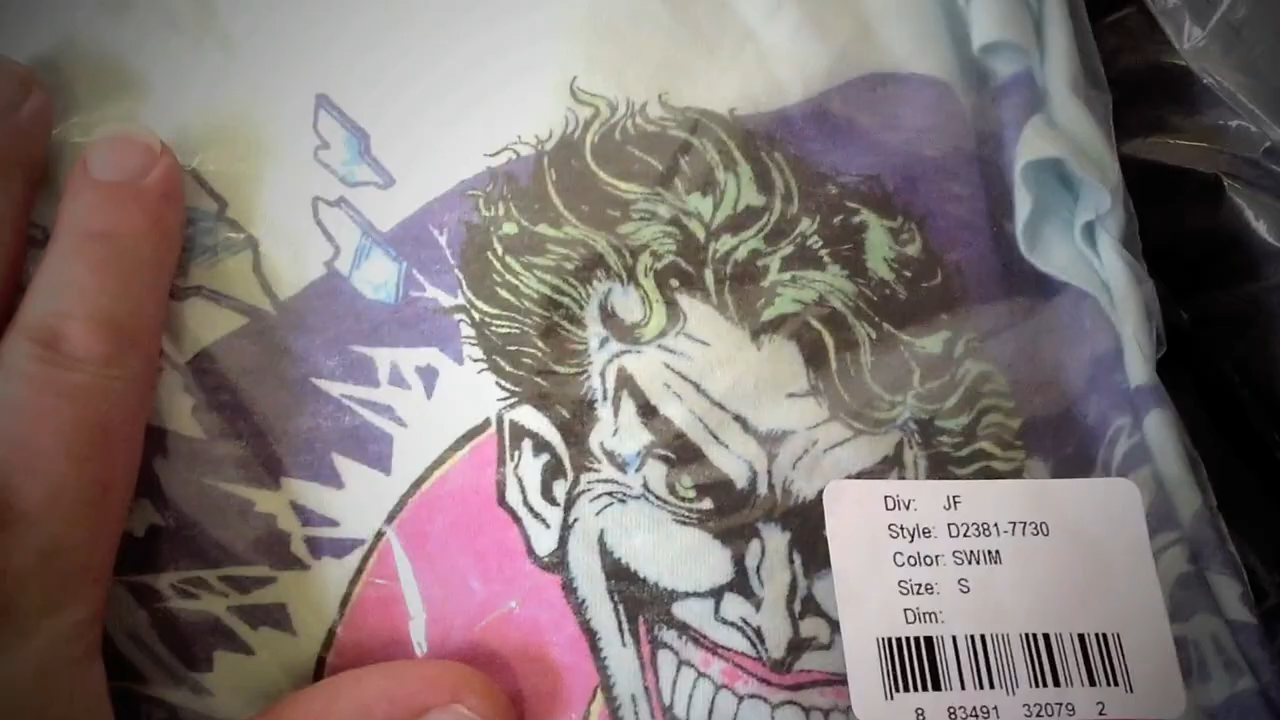 Div: JF
Style: D2381-7730
Color: SWIM
Size: S
Dim:
8 83491 32079 2